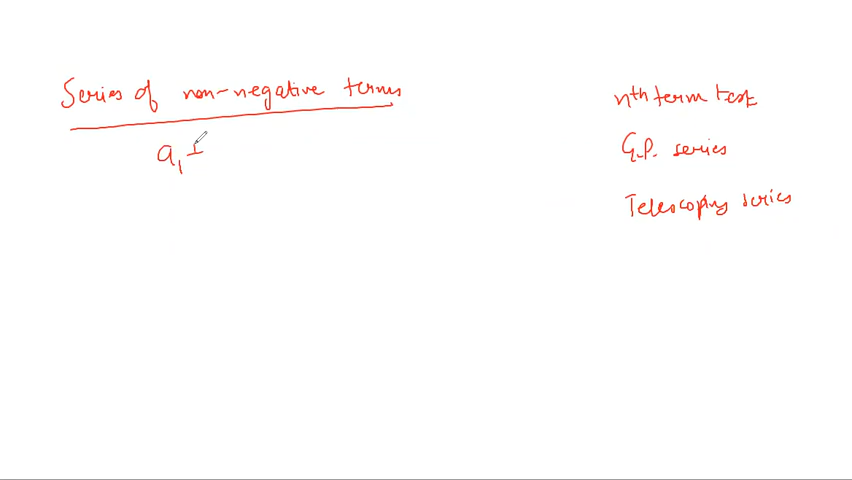 Series of non-negative terms
a₁
nth term test
G.P. series
Telescoping series